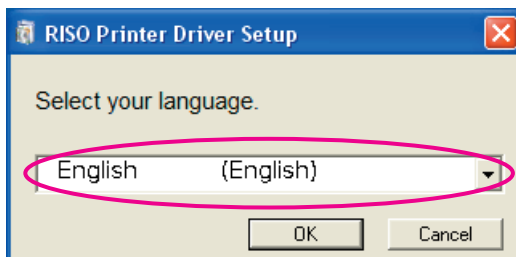 RISO Printer Driver Setup
Select your language.
English (English)
OK Cancel